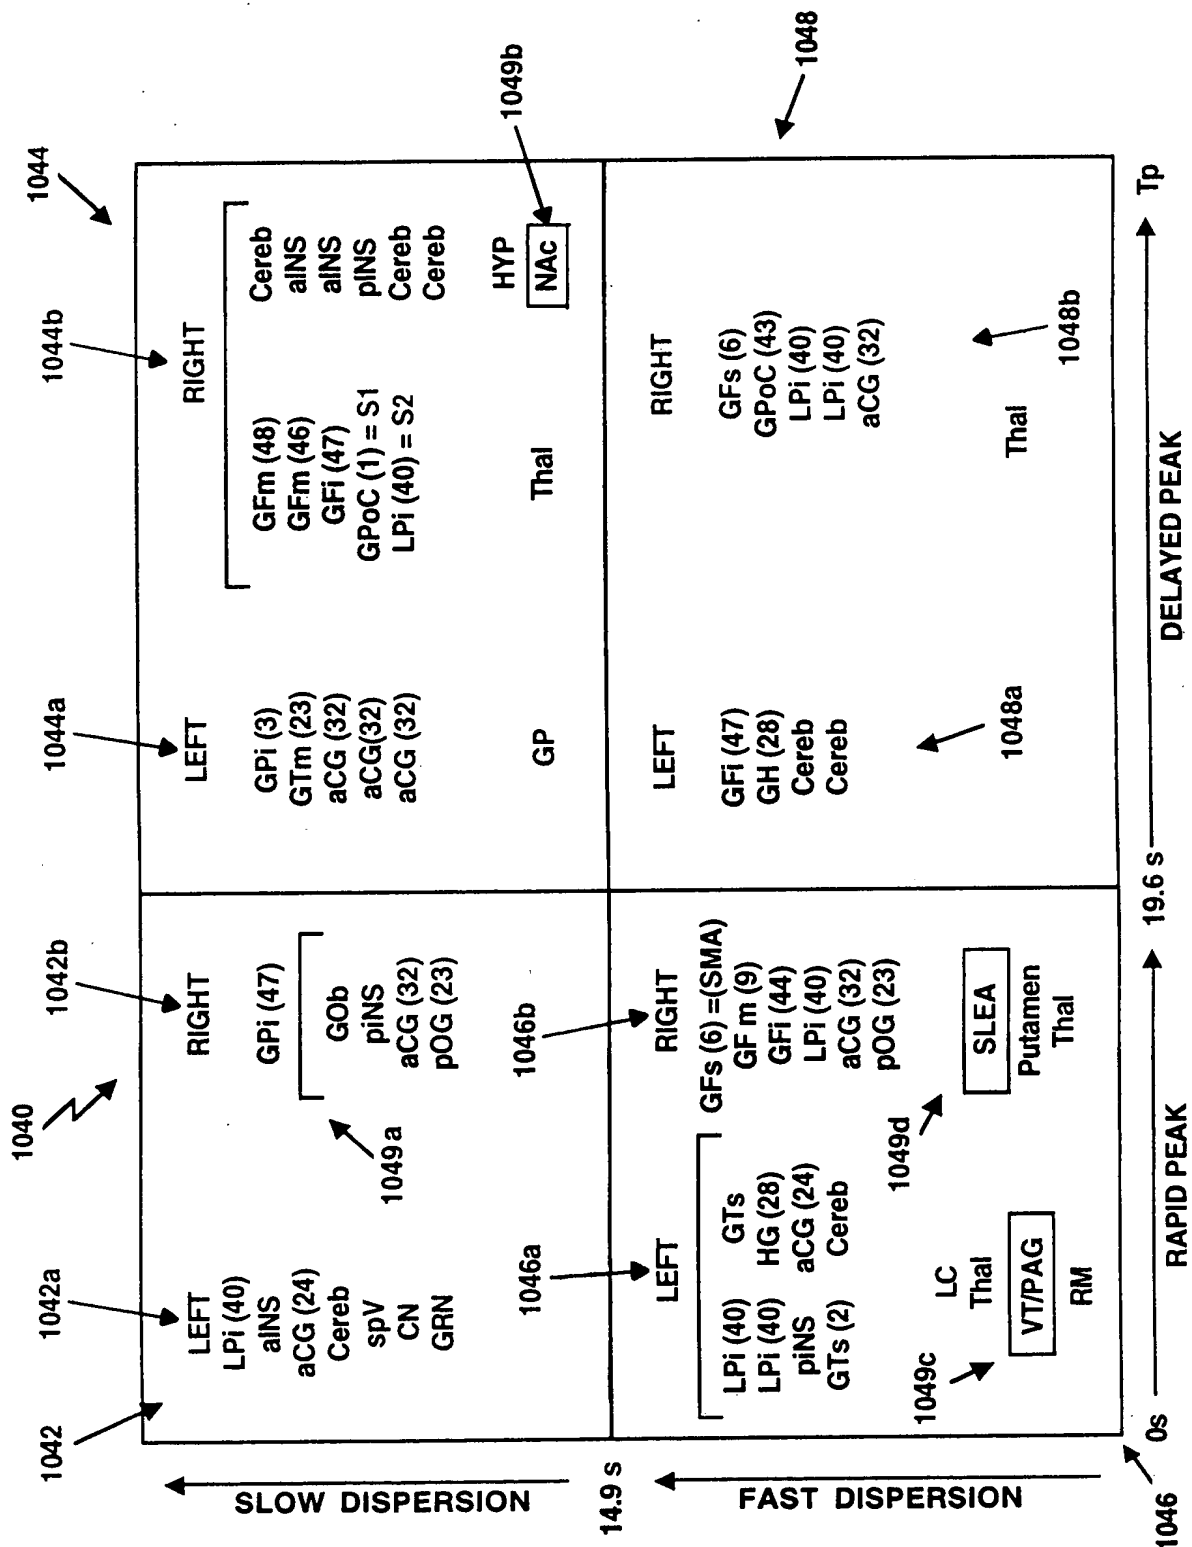 1040
1042
1042a
LEFT
LPi (40)
aINS
aCG (24)
Cereb
spV
CN
GRN
1042b
RIGHT
GPi (47)
GOb
piNS
aCG (32)
pOG (23)
1049a
1044
1044a
LEFT
GPi (3)
GTm (23)
aCG (32)
aCG(32)
aCG (32)
GP
1044b
RIGHT
GFm (48)
GFm (46)
GFi (47)
GPoC (1) = S1
LPi (40) = S2
Thal
Cereb
aINS
aINS
pINS
Cereb
Cereb
HYP
NAc
1049b
SLOW DISPERSION
14.9 s
FAST DISPERSION
1046
1046a
LEFT
LPi (40)
LPi (40)
piNS
GTs (2)
GTs
HG (28)
aCG (24)
Cereb
LC
Thal
VT/PAG
RM
1049c
1046b
RIGHT
GFs (6) =(SMA)
GF m (9)
GFi (44)
LPi (40)
aCG (32)
pOG (23)
1049d
SLEA
Putamen
Thal
1048
LEFT
GFi (47)
GH (28)
Cereb
Cereb
1048a
RIGHT
GFs (6)
GPoC (43)
LPi (40)
LPi (40)
aCG (32)
Thal
1048b
0s
19.6 s
Tp
RAPID PEAK
DELAYED PEAK